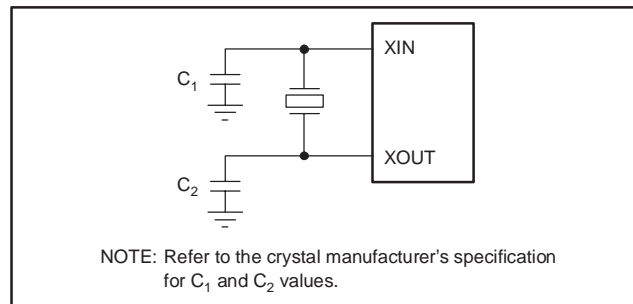 XIN
C₁
XOUT
C₂
NOTE: Refer to the crystal manufacturer's specification
for C₁ and C₂ values.